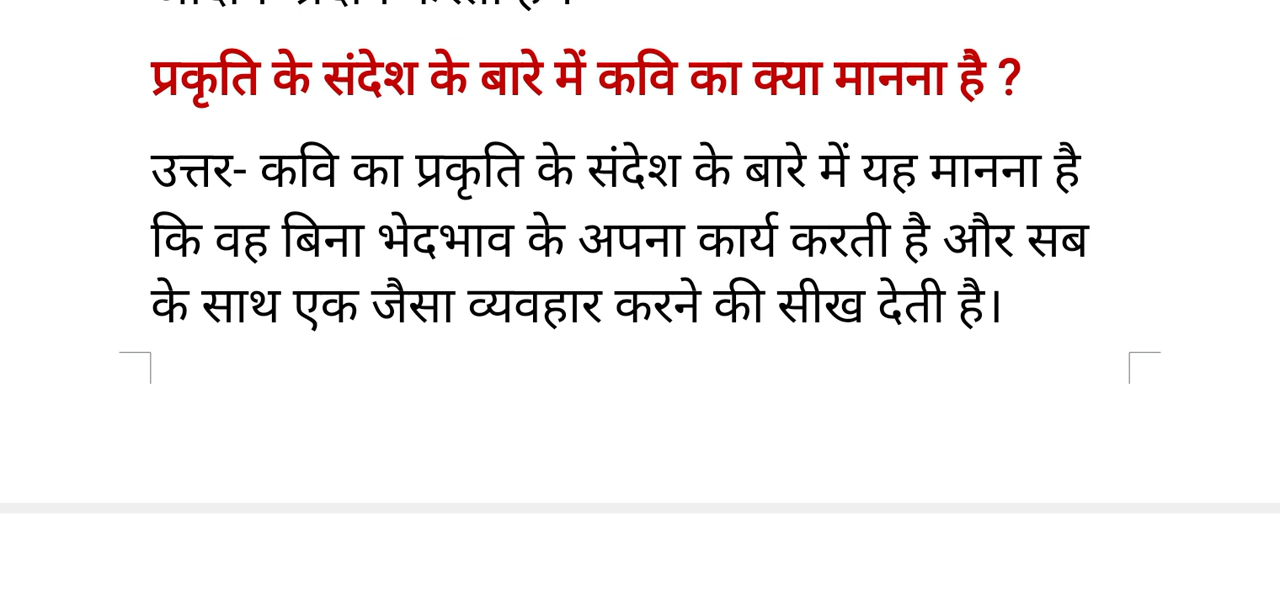 प्रकृति के संदेश के बारे में कवि का क्या मानना है ?
उत्तर- कवि का प्रकृति के संदेश के बारे में यह मानना है
कि वह बिना भेदभाव के अपना कार्य करती है और सब
के साथ एक जैसा व्यवहार करने की सीख देती है।